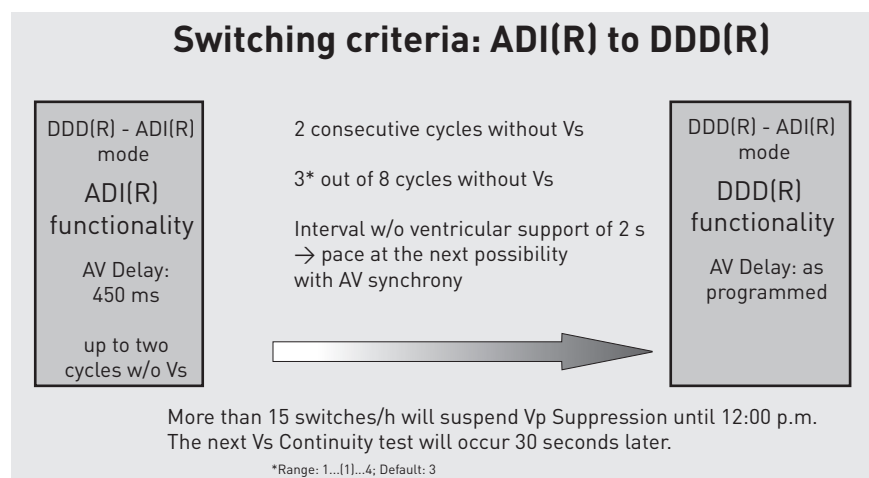 Switching criteria: ADI(R) to DDD(R)
DDD(R) - ADI(R)
mode
ADI(R)
functionality
AV Delay:
450 ms
up to two
cycles w/o Vs
2 consecutive cycles without Vs
3* out of 8 cycles without Vs
Interval w/o ventricular support of 2 s
→ pace at the next possibility
with AV synchrony
DDD(R) - ADI(R)
mode
DDD(R)
functionality
AV Delay: as
programmed
More than 15 switches/h will suspend Vp Suppression until 12:00 p.m.
The next Vs Continuity test will occur 30 seconds later.
*Range: 1...(1)...4; Default: 3